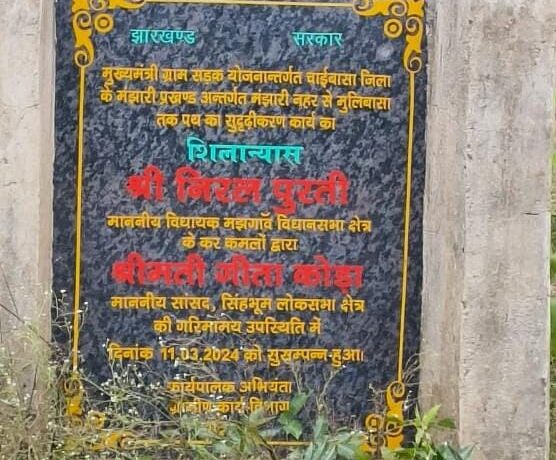 झारखण्ड सरकार
मुख्यमंत्री ग्राम सड़क योजनान्तर्गत चाईबासा जिला
के मंझारी प्रखण्ड अन्तर्गत मंझारी नहर से मुलिबासा
तक पथ का सुदृढ़ीकरण कार्य का
शिलान्यास
श्री निरल पुरती
माननीय विधायक मझगाँव विधानसभा क्षेत्र
के कर कमलों द्वारा
श्रीमती गीता कोड़ा
माननीय सांसद, सिंहभूम लोकसभा क्षेत्र
की गरिमामय उपस्थिति में
दिनांक 11.03.2024 को सुसम्पन्न हुआ।
कार्यपालक अभियंता
ग्रामीण कार्य विभाग